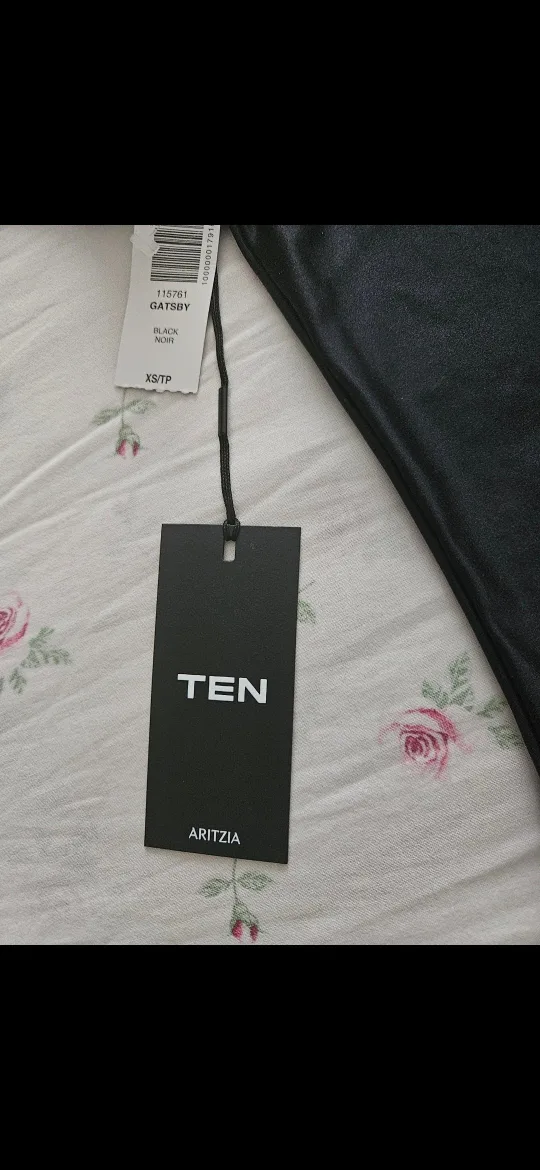 115761
GATSBY
BLACK
NOIR
XS/TP
TEN
ARITZIA